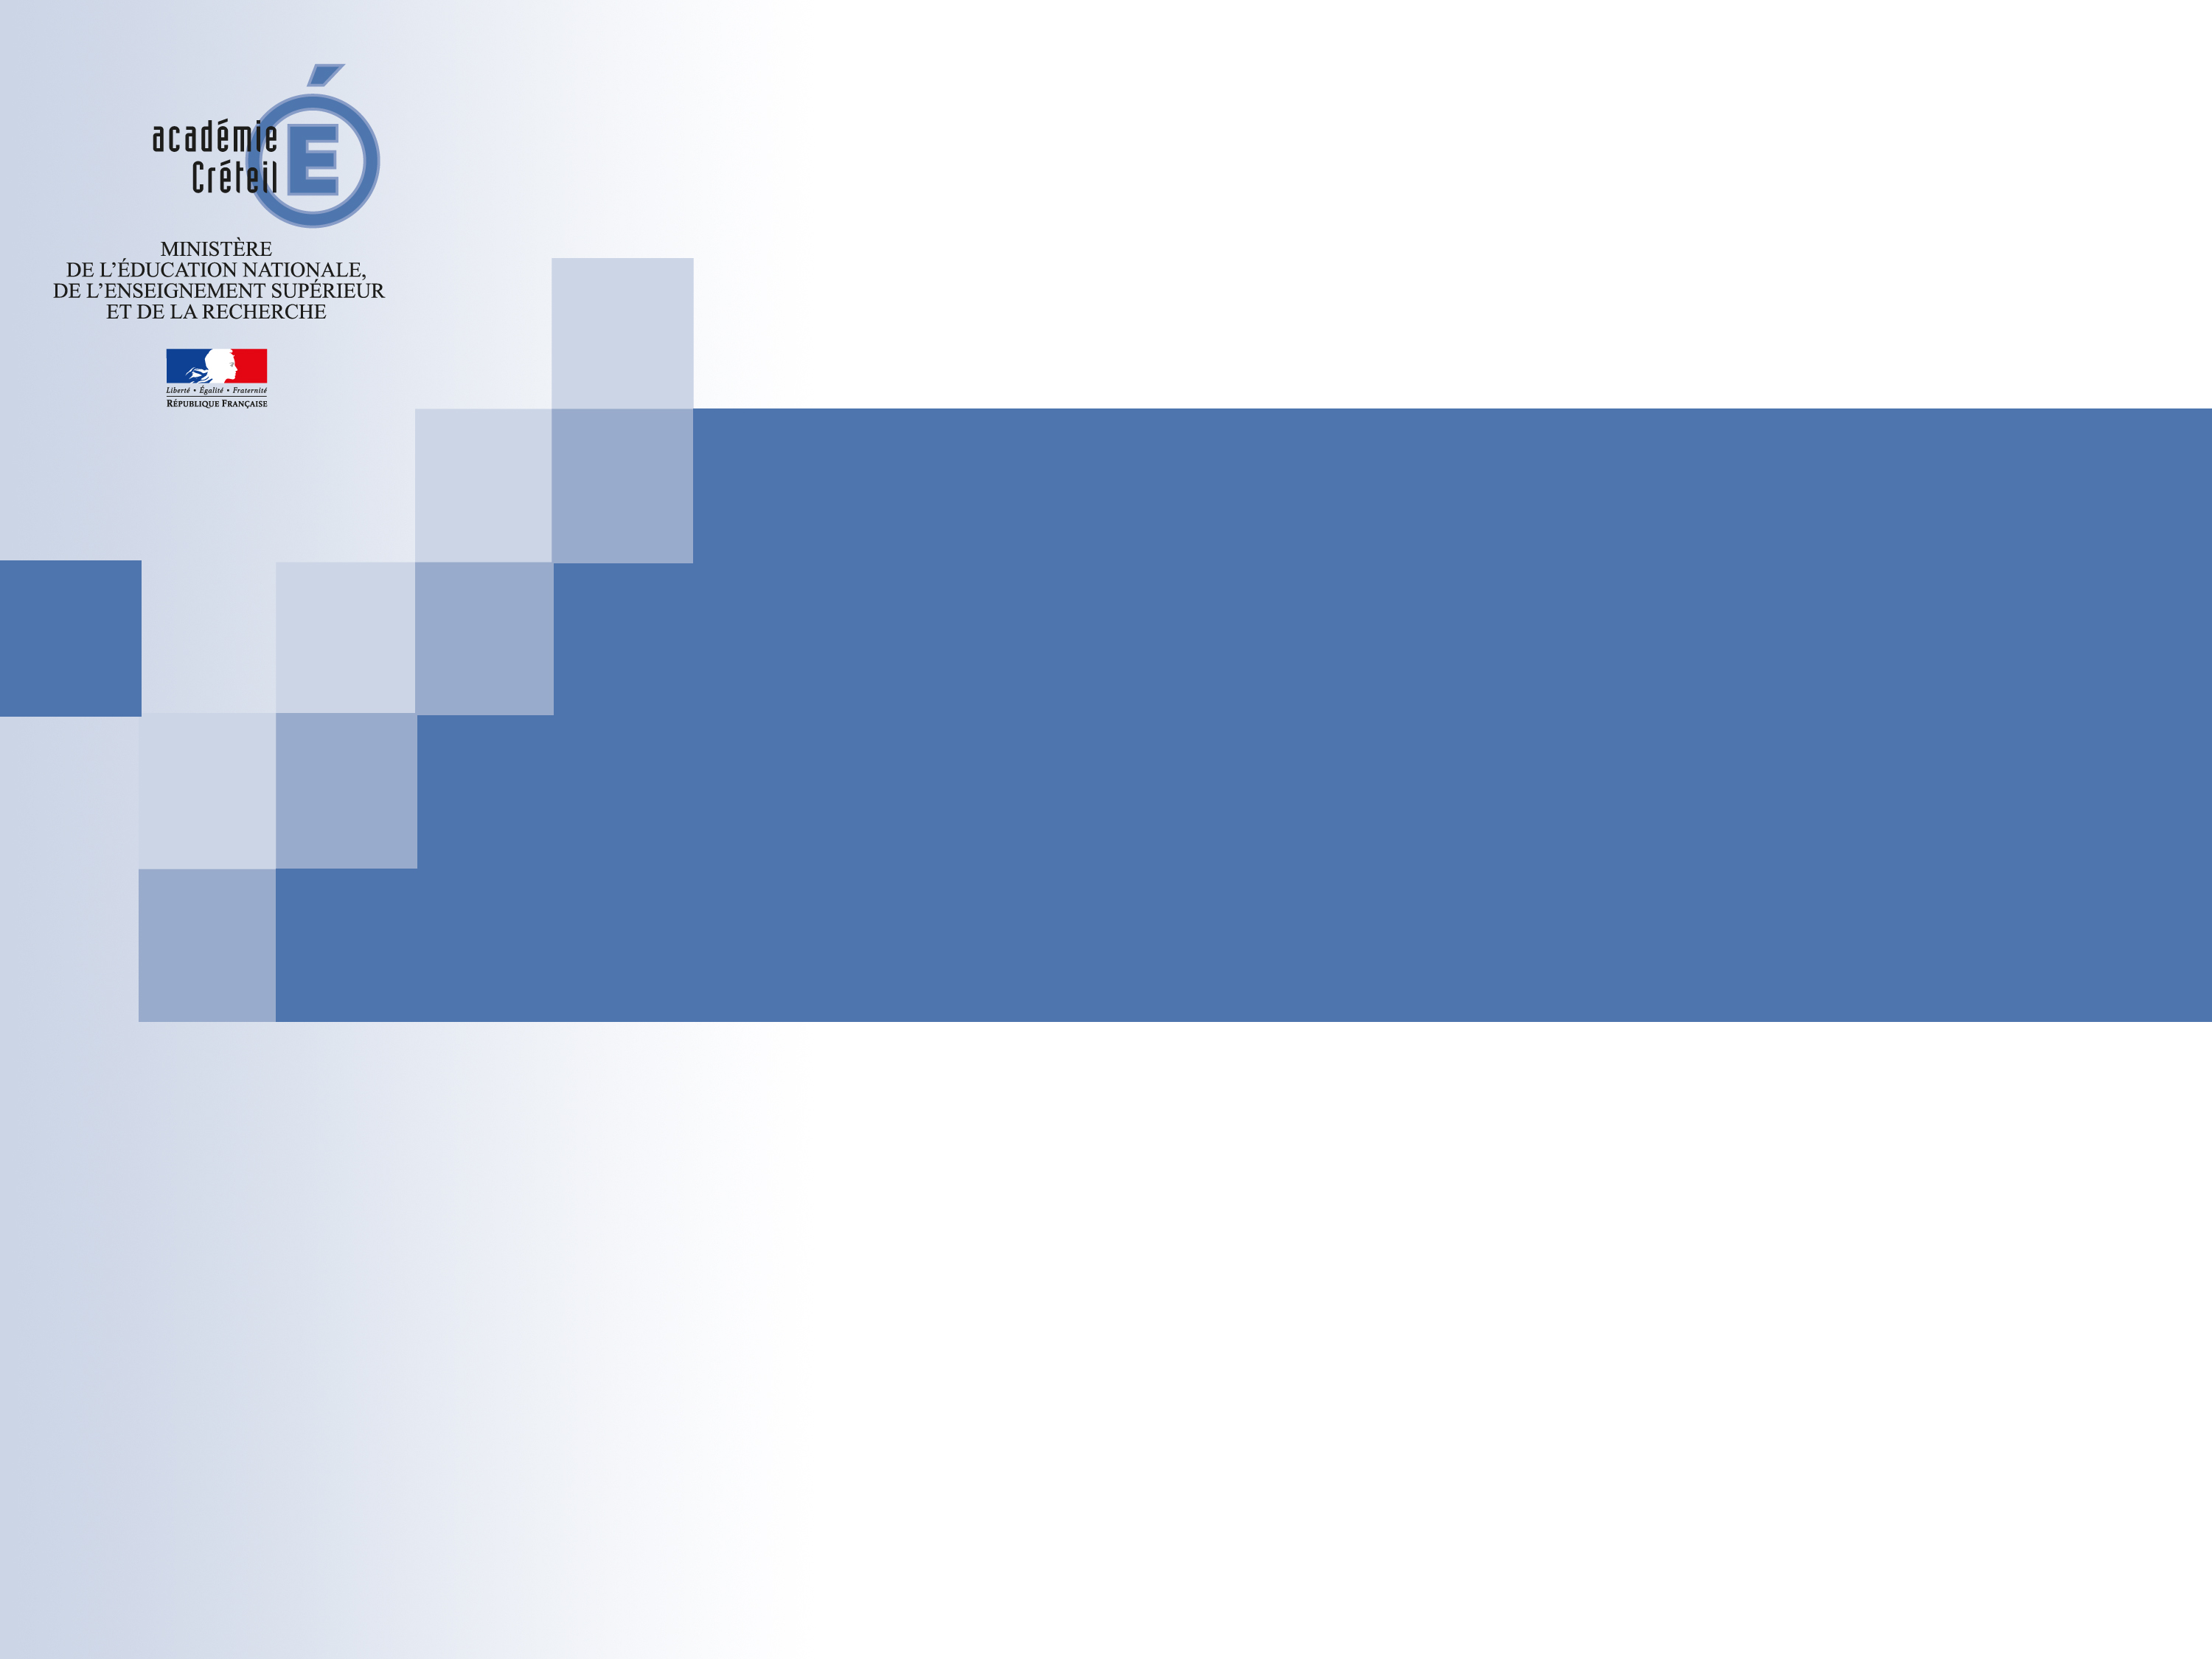 académie
Créteil
É
MINISTÈRE
DE L'ÉDUCATION NATIONALE,
DE L'ENSEIGNEMENT SUPÉRIEUR
ET DE LA RECHERCHE
Liberté • Égalité • Fraternité
RÉPUBLIQUE FRANÇAISE